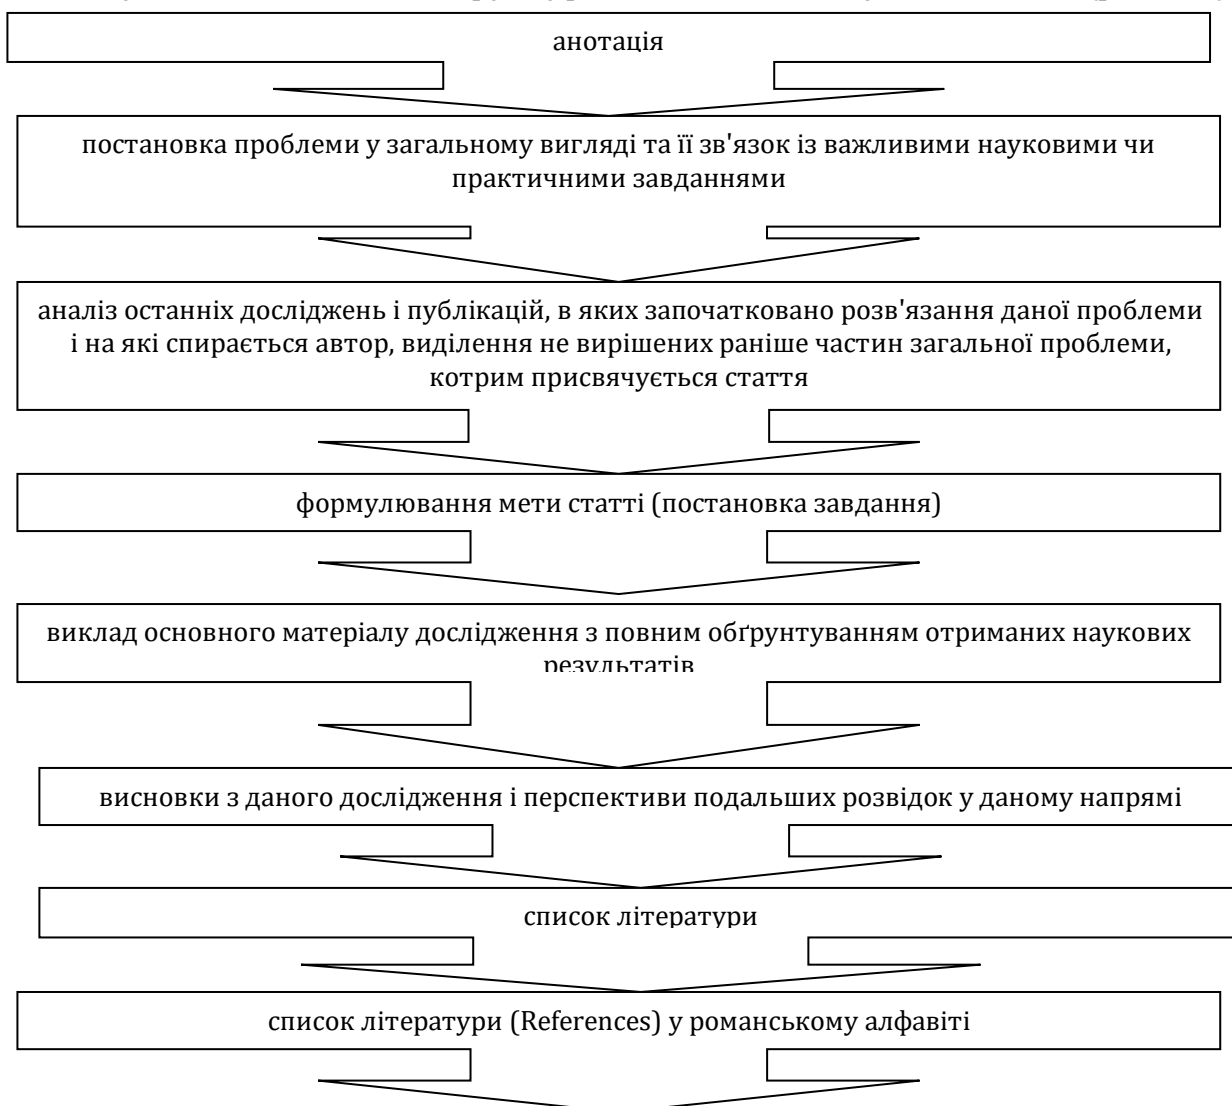 анотація
постановка проблеми у загальному вигляді та її зв'язок із важливими науковими чи
практичними завданнями
аналіз останніх досліджень і публікацій, в яких започатковано розв'язання даної проблеми
і на які спирається автор, виділення не вирішених раніше частин загальної проблеми,
котрим присвячується стаття
формулювання мети статті (постановка завдання)
виклад основного матеріалу дослідження з повним обґрунтуванням отриманих наукових
результатів
висновки з даного дослідження і перспективи подальших розвідок у даному напрямі
список літератури
список літератури (References) у романському алфавіті